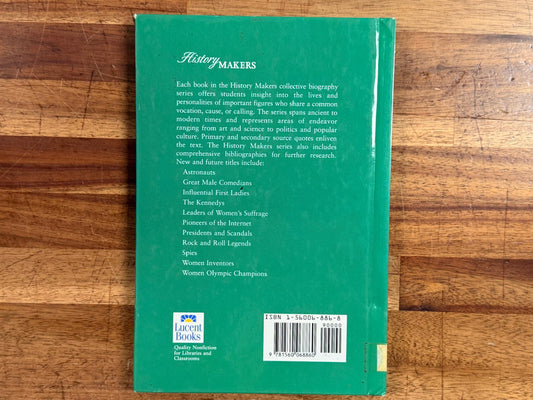 History MAKERS
Each book in the History Makers collective biography
series offers students insight into the lives and
personalities of important figures who share a common
vocation, cause, or calling. The series spans ancient to
modern times and represents areas of endeavor
ranging from art and science to politics and popular
culture. Primary and secondary source quotes enliven
the text. The History Makers series also includes
comprehensive bibliographies for further research.
New and future titles include:
Astronauts
Great Male Comedians
Influential First Ladies
The Kennedys
Leaders of Women's Suffrage
Pioneers of the Internet
Presidents and Scandals
Rock and Roll Legends
Spies
Women Inventors
Women Olympic Champions
Lucent
Books
Quality Nonfiction
for Libraries and
Classrooms
ISBN 1-56006-886-8
90000
9 781560 068860